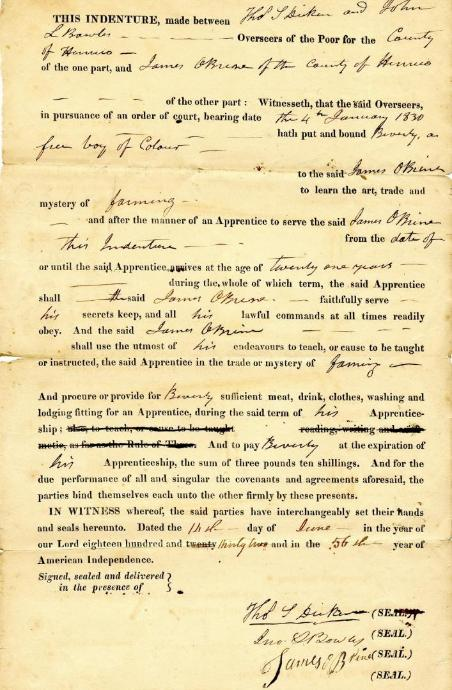 THIS INDENTURE, made between Tho S Dicken and John
L Bowles — — Overseers of the Poor for the County
of Henrico
of the one part, and James OBrine of the County of Henrico
— — — of the other part : Witnesseth, that the said Overseers,
in pursuance of an order of court, bearing date the 4th January 1830
hath put and bound Beverly, a
free boy of Colour — —
to the said James OBrine
to learn the art, trade and
mystery of farming —
— and after the manner of an Apprentice to serve the said James OBrine
this Indenture — — from the date of
or until the said Apprentice arrives at the age of twenty one years
during the whole of which term, the said Apprentice
shall the said James OBrine — faithfully serve —
his secrets keep, and all his lawful commands at all times readily
obey. And the said James OBrine — — —
shall use the utmost of his endeavours to teach, or cause to be taught
or instructed, the said Apprentice in the trade or mystery of faming —
And procure or provide for Beverly sufficient meat, drink, clothes, washing and
lodging fitting for an Apprentice, during the said term of his Apprentice-
ship ; also, to teach, or cause to be taught reading, writing and arith-
metic, as far as the Rule of Three. And to pay Beverly at the expiration of
his Apprenticeship, the sum of three pounds ten shillings. And for the
due performance of all and singular the covenants and agreements aforesaid, the
parties bind themselves each unto the other firmly by these presents.
IN WITNESS whereof, the said parties have interchangeably set their hands
and seals hereunto. Dated the 14th day of June — in the year of
our Lord eighteen hundred and twenty thirty two and in the 56th year of
American Independence.
Signed, sealed and delivered }
in the presence of }
Tho S Dicken (SEAL.)
Jno L Bowles (SEAL.)
James O Brine (SEAL.)
(SEAL.)